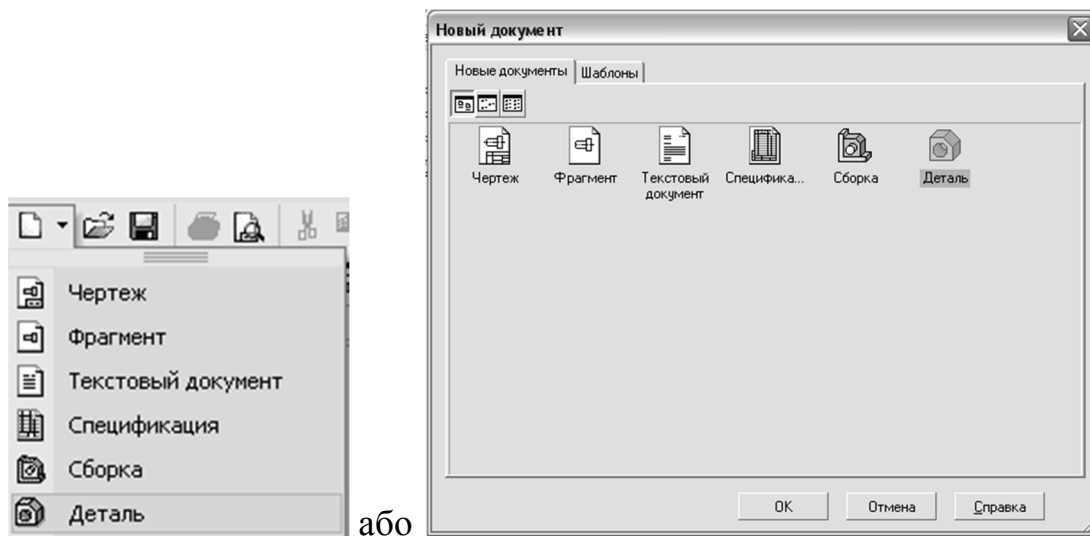 Чертеж
Фрагмент
Текстовый документ
Спецификация
Сборка
Деталь
або
Новый документ
Новые документы Шаблоны
Чертеж Фрагмент Текстовый документ Специфика... Сборка Деталь
OK Отмена Справка